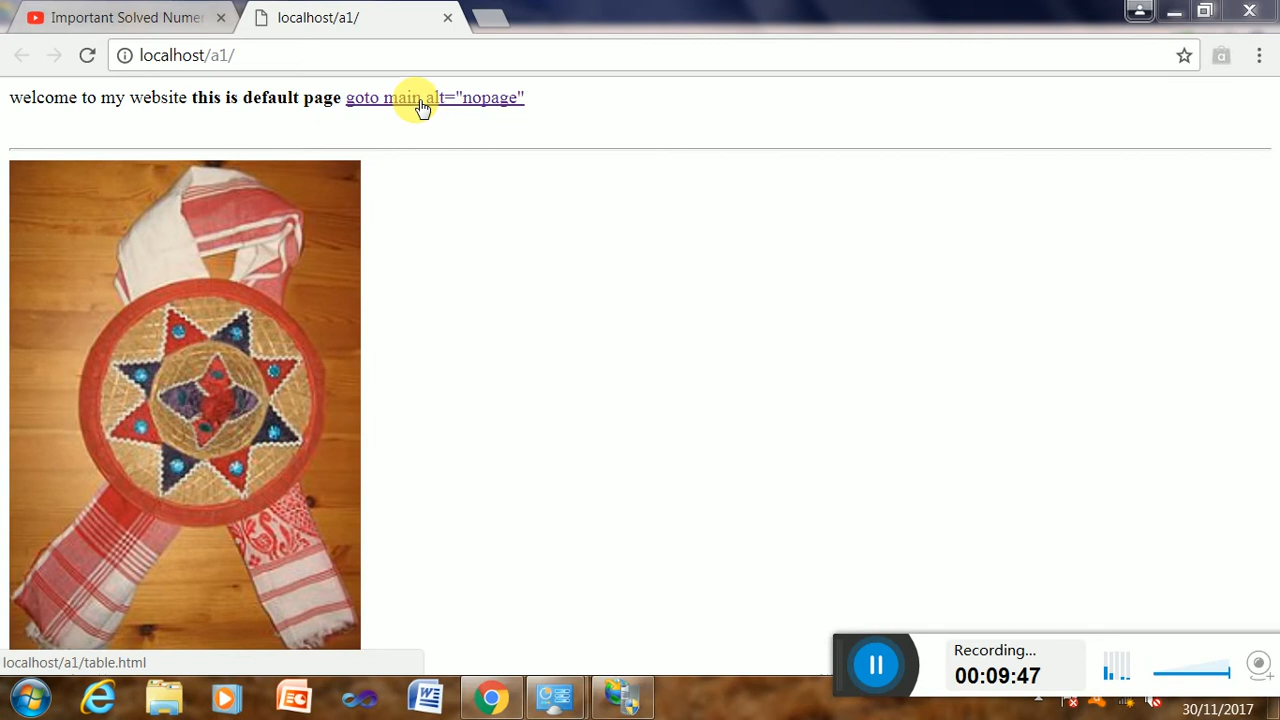 Important Solved Numer
localhost/a1/
localhost/a1/
welcome to my website this is default page goto main alt="nopage"
localhost/a1/table.html
Recording...
00:09:47
30/11/2017